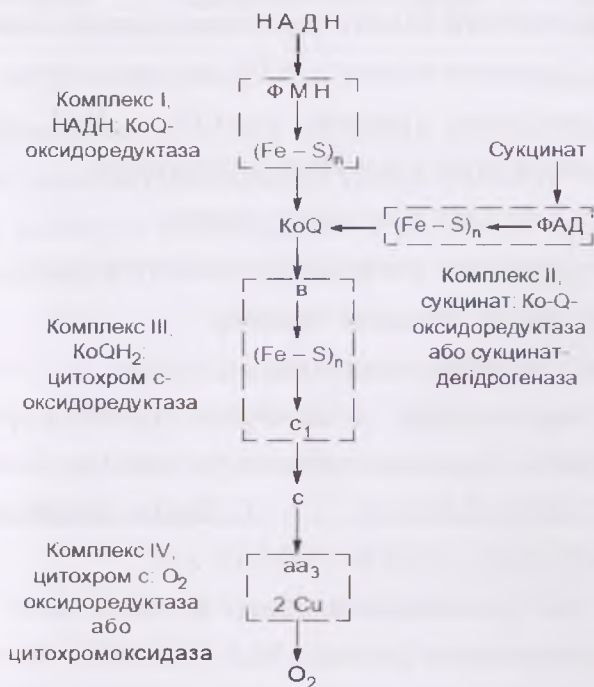 НАДН
Комплекс I,
НАДН: КоQ-
оксидоредуктаза
ФМН
(Fe – S)n
Сукцинат
КоQ
(Fe – S)n
ФАД
Комплекс II,
сукцинат: Ко-Q-
оксидоредуктаза
або сукцинат-
дегідрогеназа
Комплекс III,
КоQH2:
цитохром с-
оксидоредуктаза
в
(Fe – S)n
c1
c
Комплекс IV,
цитохром с: O2
оксидоредуктаза
або
цитохромоксидаза
aa3
2 Cu
O2